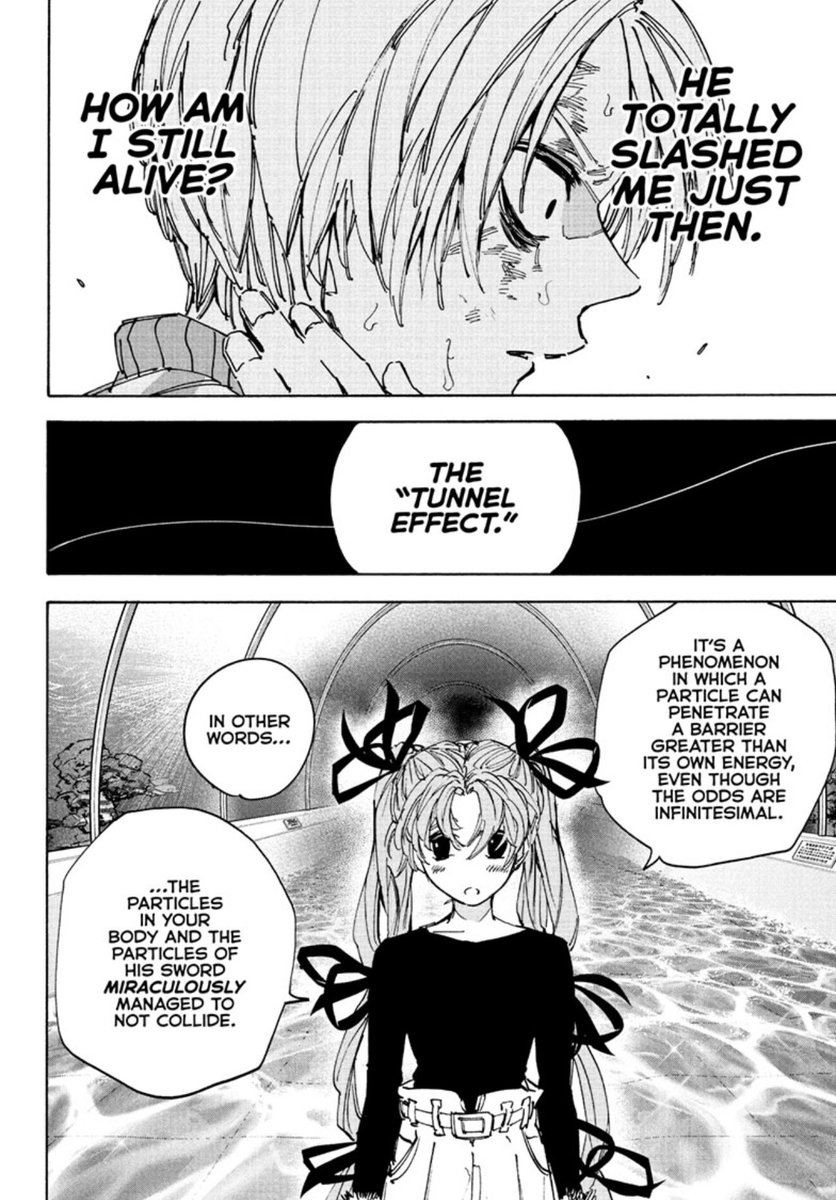 HE
TOTALLY
SLASHED
ME JUST
THEN.
HOW AM
I STILL
ALIVE?
THE
“TUNNEL
EFFECT.”
IT'S A
PHENOMENON
IN WHICH A
PARTICLE CAN
PENETRATE
A BARRIER
GREATER THAN
ITS OWN ENERGY,
EVEN THOUGH
THE ODDS ARE
INFINITESIMAL.
IN OTHER
WORDS...
...THE
PARTICLES
IN YOUR
BODY AND THE
PARTICLES OF
HIS SWORD
MIRACULOUSLY
MANAGED TO
NOT COLLIDE.